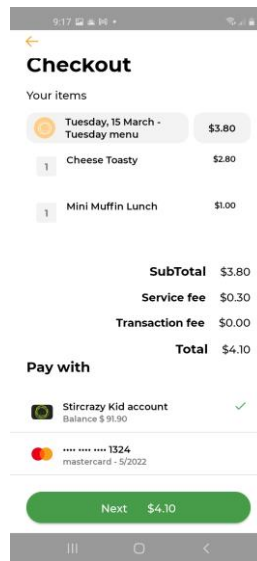 9:17
Checkout
Your items
Tuesday, 15 March -
Tuesday menu
$3.80
1 Cheese Toasty $2.80
1 Mini Muffin Lunch $1.00
SubTotal $3.80
Service fee $0.30
Transaction fee $0.00
Total $4.10
Pay with
Stircrazy Kid account
Balance $ 91.90
•••• •••• •••• 1324
mastercard - 5/2022
Next $4.10